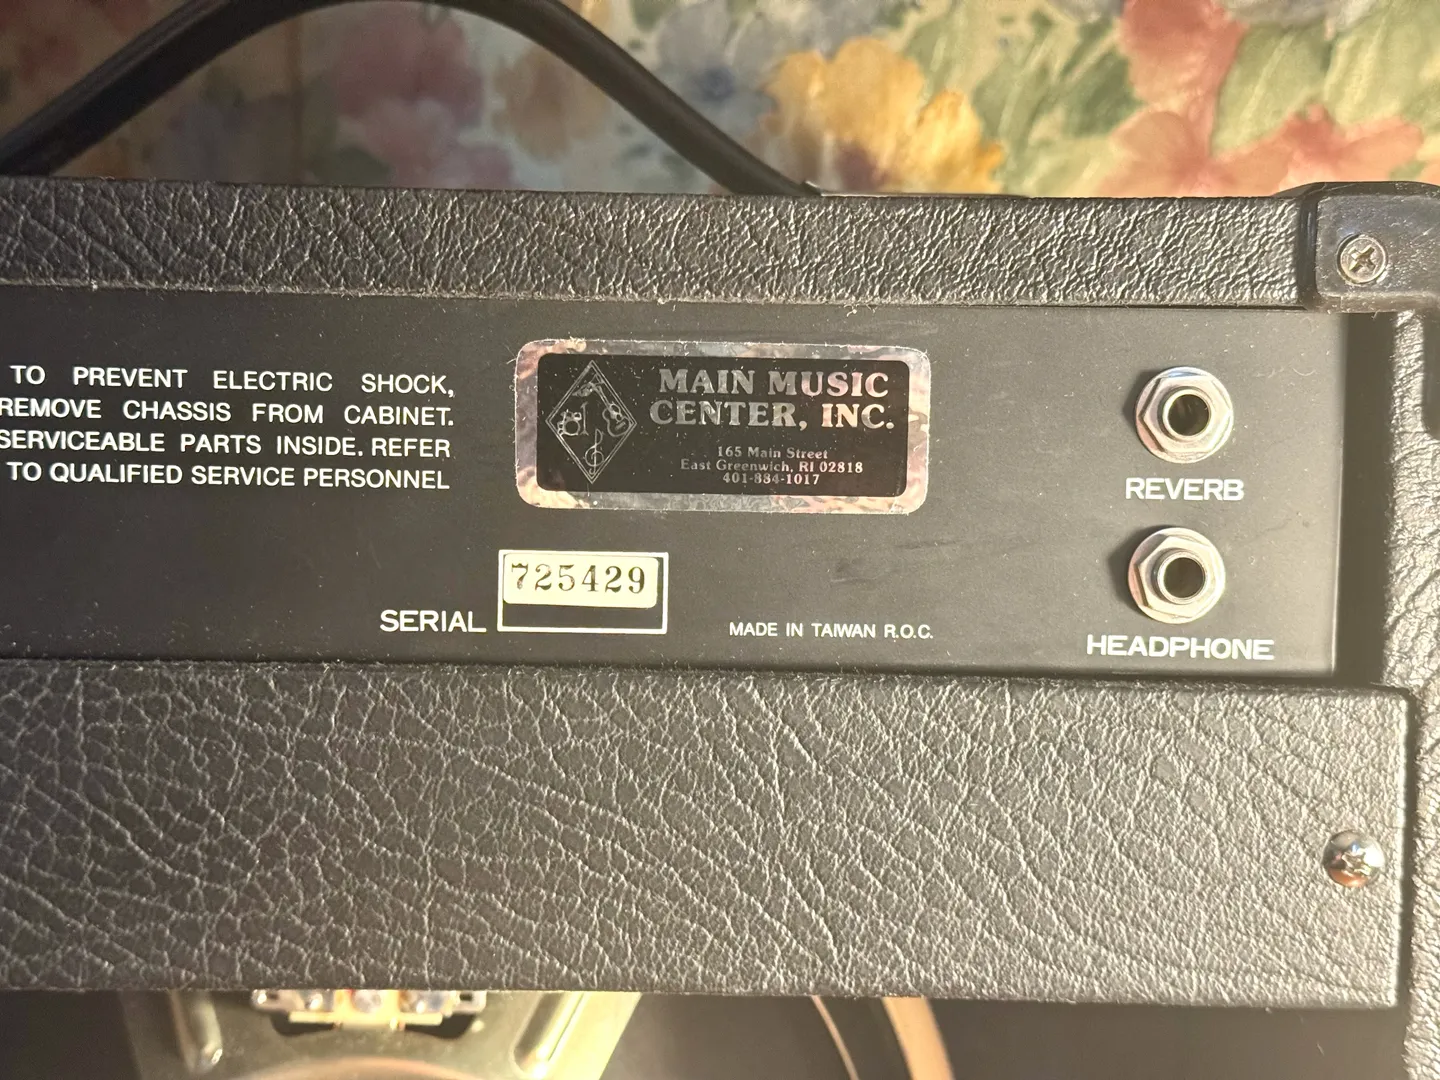 TO PREVENT ELECTRIC SHOCK,
REMOVE CHASSIS FROM CABINET.
SERVICEABLE PARTS INSIDE. REFER
TO QUALIFIED SERVICE PERSONNEL
MAIN MUSIC
CENTER, INC.
165 Main Street
East Greenwich, RI 02818
401-884-1017
REVERB
SERIAL 725429
MADE IN TAIWAN R.O.C.
HEADPHONE